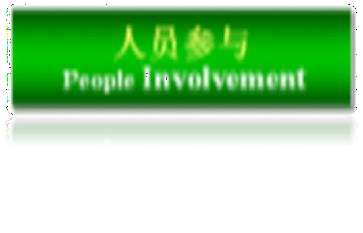 人员参与
People Involvement